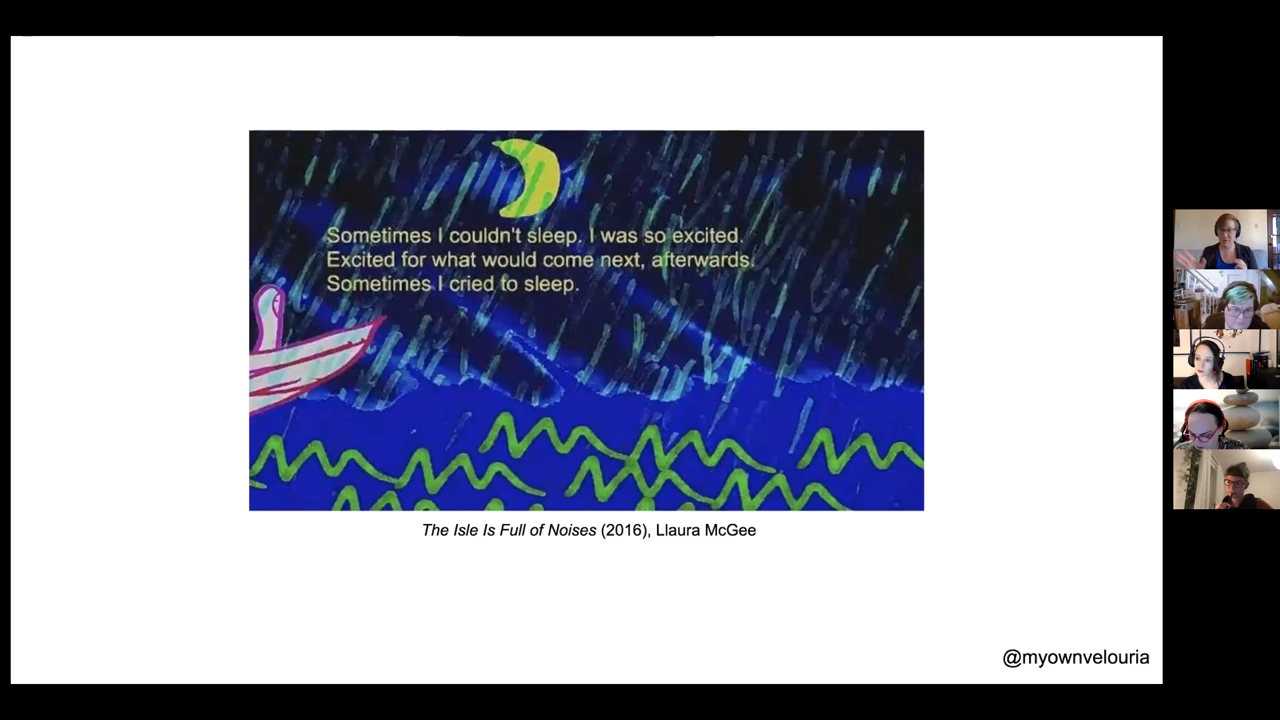 Sometimes I couldn't sleep. I was so excited.
Excited for what would come next, afterwards.
Sometimes I cried to sleep.
The Isle Is Full of Noises (2016), Llaura McGee
@myownvelouria